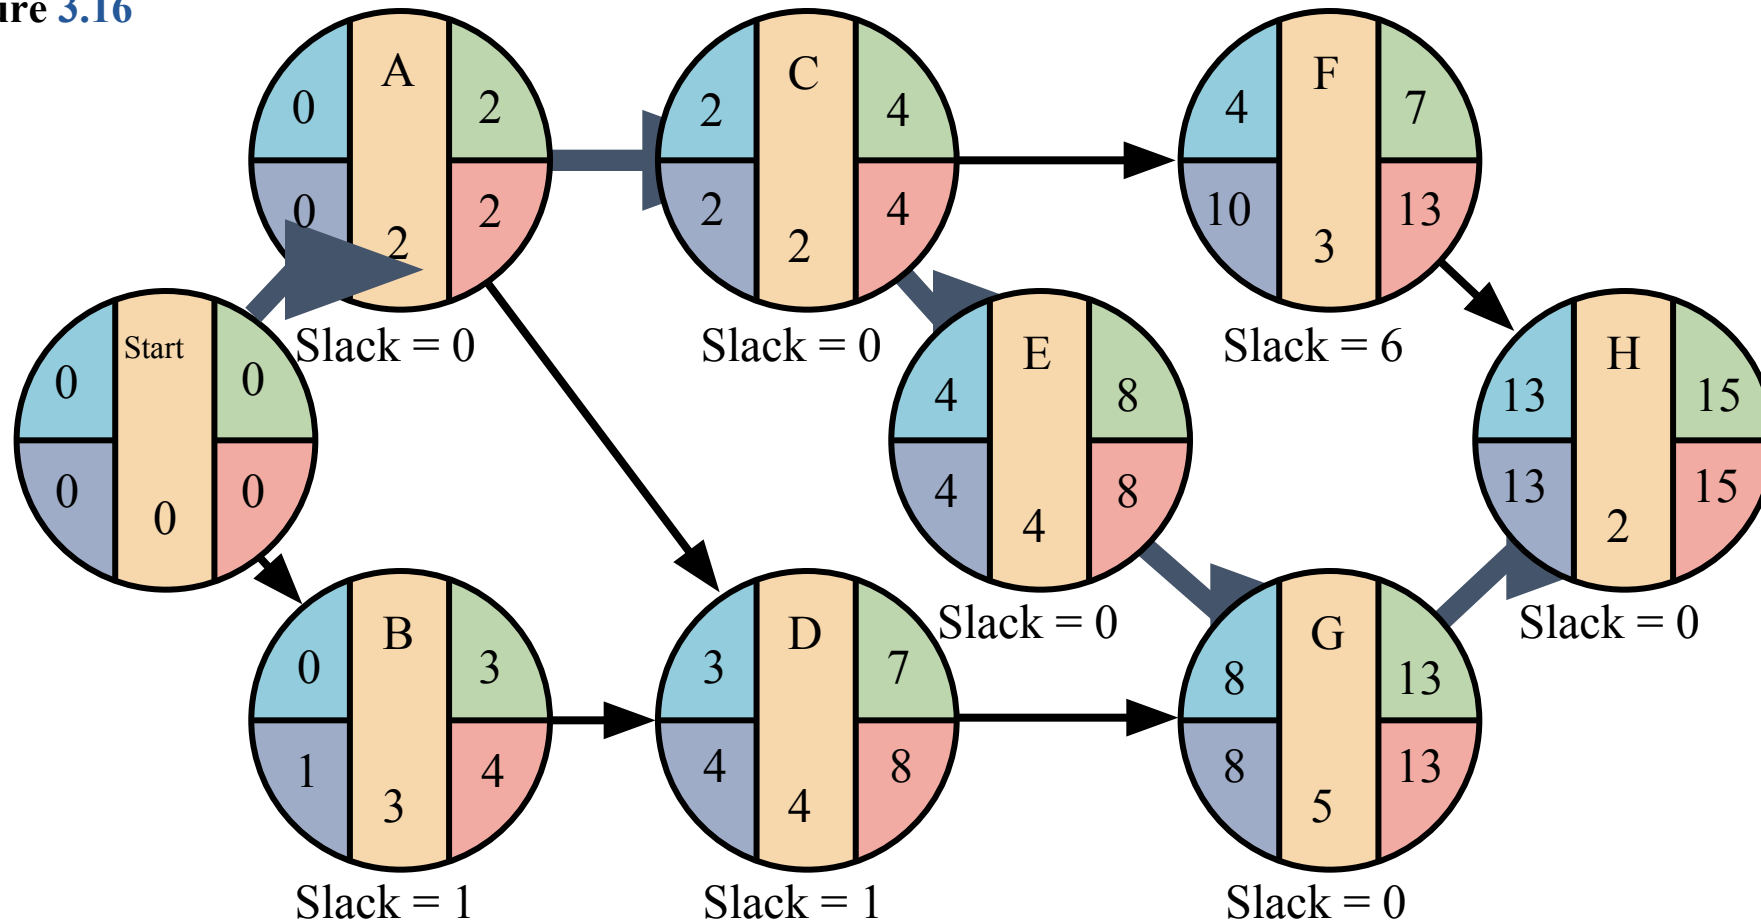 ure 3.16
A
0 2
0 2
2
Slack = 0
C
2 4
2 4
2
Slack = 0
F
4 7
10 13
3
Slack = 6
Start
0 0
0 0
0
E
4 8
4 8
4
Slack = 0
H
13 15
13 15
2
Slack = 0
B
0 3
1 4
3
Slack = 1
D
3 7
4 8
4
Slack = 1
G
8 13
8 13
5
Slack = 0